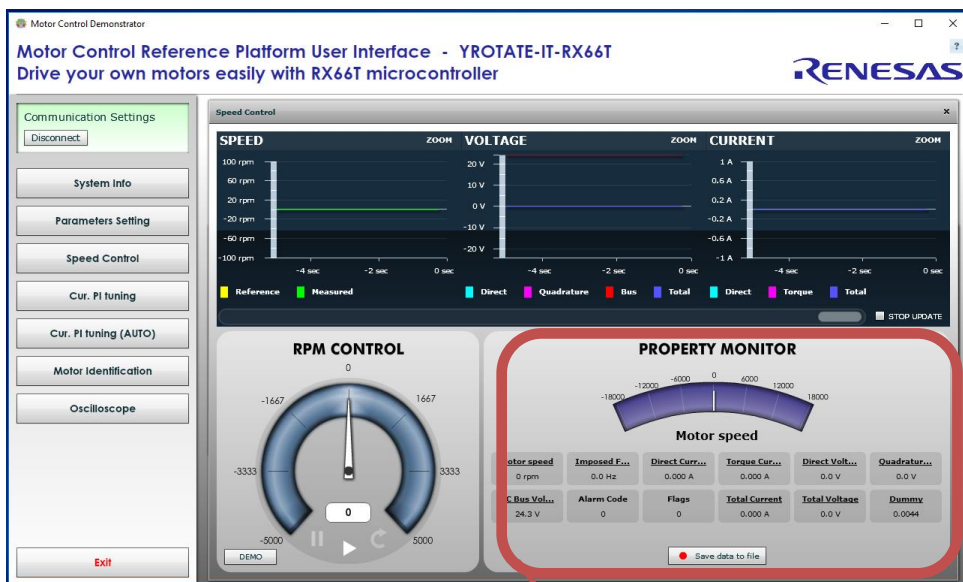 Motor Control Demonstrator
Motor Control Reference Platform User Interface - YROTATE-IT-RX66T
Drive your own motors easily with RX66T microcontroller
?
RENESAS
Communication Settings
Disconnect
System Info
Parameters Setting
Speed Control
Cur. PI tuning
Cur. PI tuning (AUTO)
Motor Identification
Oscilloscope
Exit
Speed Control
SPEED ZOOM
100 rpm
60 rpm
20 rpm
-20 rpm
-60 rpm
-100 rpm
-4 sec -2 sec 0 sec
Reference Measured
VOLTAGE ZOOM
20 V
10 V
0 V
-10 V
-20 V
-4 sec -2 sec 0 sec
Direct Quadrature Bus Total
CURRENT ZOOM
1 A
0.6 A
0.2 A
-0.2 A
-0.6 A
-1 A
-4 sec -2 sec 0 sec
Direct Torque Total
STOP UPDATE
RPM CONTROL
0
-1667 1667
-3333 3333
0
-5000 5000
DEMO
PROPERTY MONITOR
-18000 -12000 -6000 0 6000 12000 18000
Motor speed
otor speed Imposed F... Direct Curr... Torque Cur... Direct Volt... Quadratur...
0 rpm 0.0 Hz 0.000 A 0.000 A 0.0 V 0.0 V
C Bus Vol... Alarm Code Flags Total Current Total Voltage Dummy
24.3 V 0 0 0.000 A 0.0 V 0.0044
Save data to file